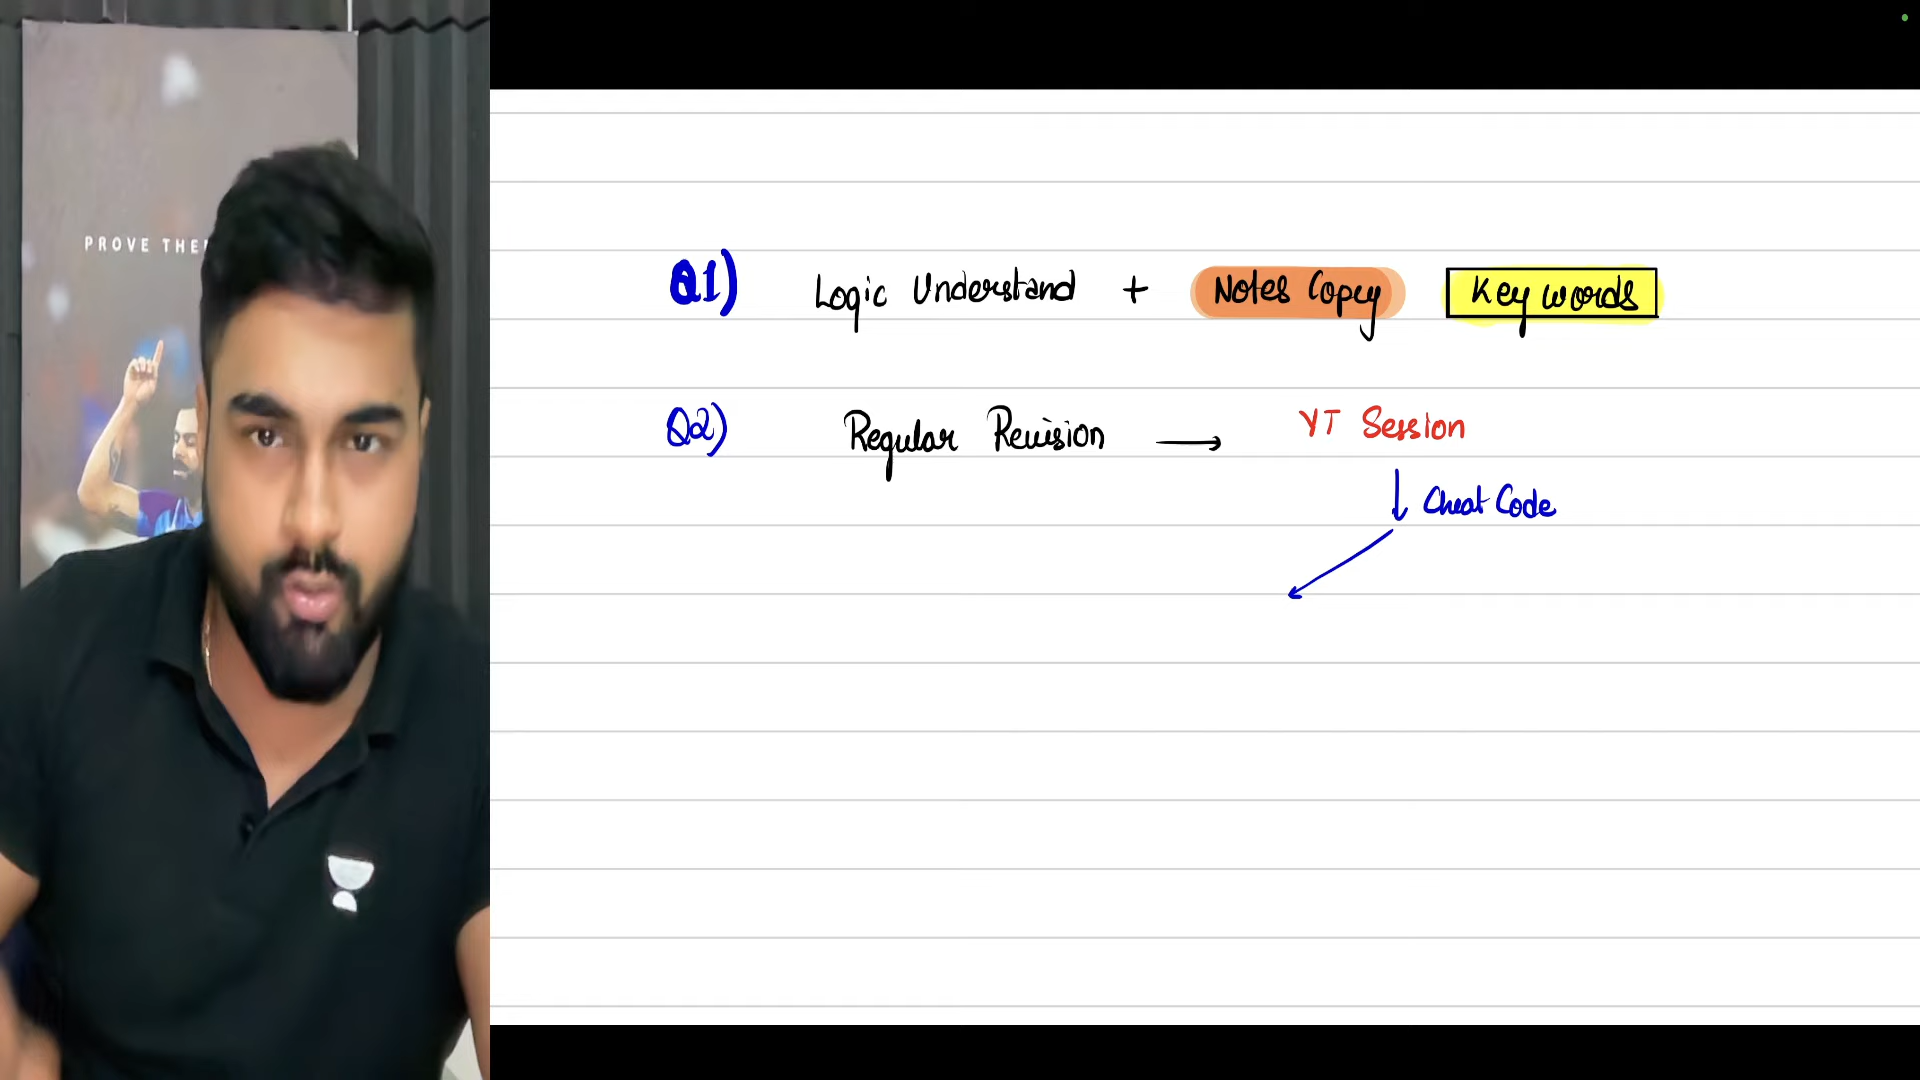 PROVE THE
Q1) Logic Understand + Notes Copy Key words
Q2) Regular Revision → YT Session
↓ Cheat Code